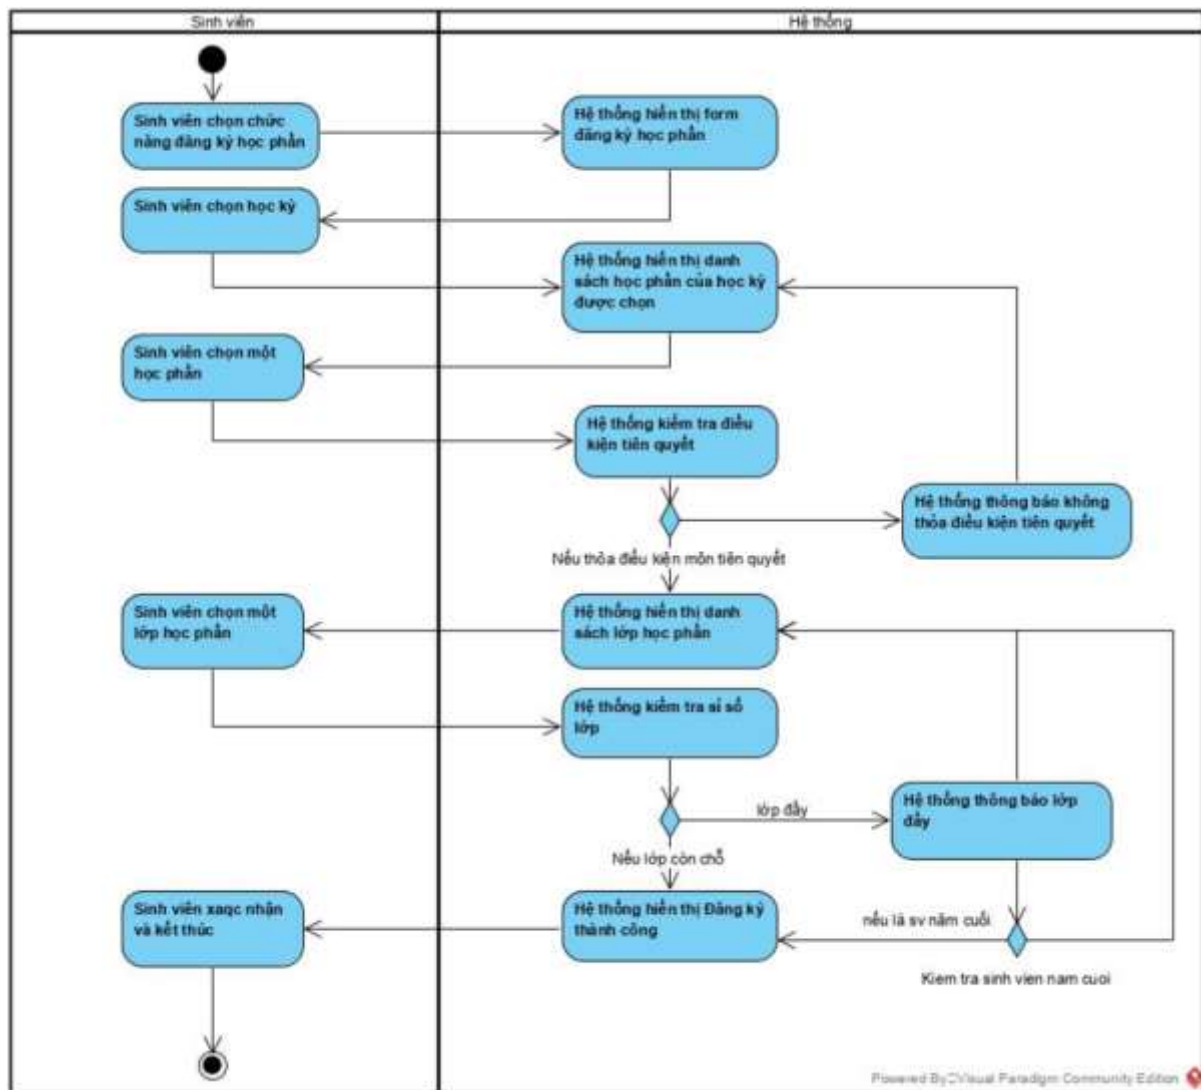 Sinh viên
Hệ thống
Sinh viên chọn chức
năng đăng ký học phần
Hệ thống hiển thị form
đăng ký học phần
Sinh viên chọn học kỳ
Hệ thống hiển thị danh
sách học phần của học kỳ
được chọn
Sinh viên chọn một
học phần
Hệ thống kiểm tra điều
kiện tiên quyết
Hệ thống thông báo không
thỏa điều kiện tiên quyết
Nếu thỏa điều kiện môn tiên quyết
Sinh viên chọn một
lớp học phần
Hệ thống hiển thị danh
sách lớp học phần
Hệ thống kiểm tra sỉ số
lớp
lớp đầy
Hệ thống thông báo lớp
đầy
Nếu lớp còn chỗ
Sinh viên xaqc nhận
và kết thúc
Hệ thống hiển thị Đăng ký
thành công
nếu là sv năm cuối
Kiem tra sinh vien nam cuoi
Powered By Visual Paradigm Community Edition